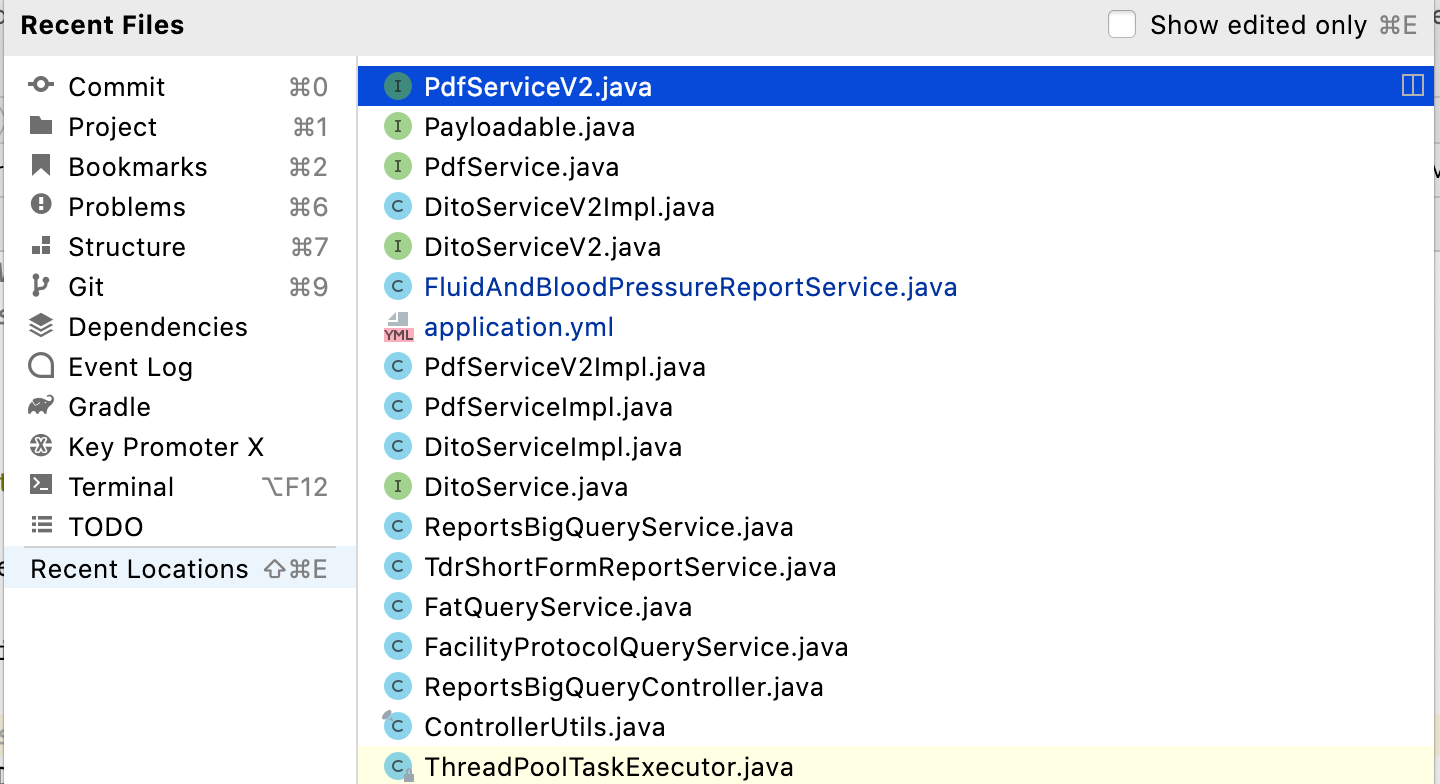 Recent Files
Show edited only ⌘E
Commit ⌘0
Project ⌘1
Bookmarks ⌘2
Problems ⌘6
Structure ⌘7
Git ⌘9
Dependencies
Event Log
Gradle
Key Promoter X
Terminal ⌥F12
TODO
Recent Locations ⇧⌘E
I PdfServiceV2.java
I Payloadable.java
I PdfService.java
C DitoServiceV2Impl.java
I DitoServiceV2.java
C FluidAndBloodPressureReportService.java
YML application.yml
C PdfServiceV2Impl.java
C PdfServiceImpl.java
C DitoServiceImpl.java
I DitoService.java
C ReportsBigQueryService.java
C TdrShortFormReportService.java
C FatQueryService.java
C FacilityProtocolQueryService.java
C ReportsBigQueryController.java
C ControllerUtils.java
C ThreadPoolTaskExecutor.java